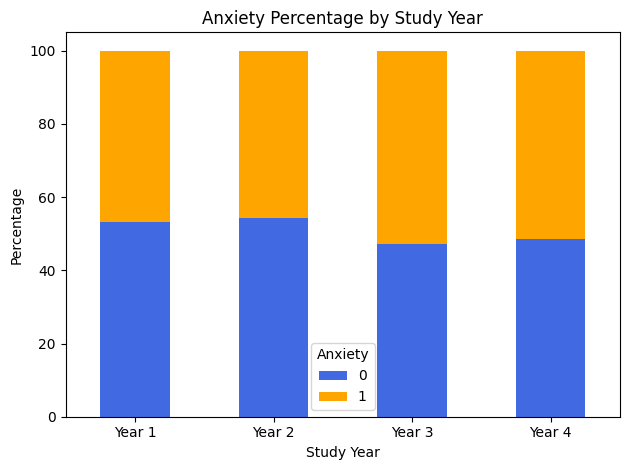 Anxiety Percentage by Study Year
Percentage
100
80
60
40
20
0
Anxiety
0
1
Year 1 Year 2 Year 3 Year 4
Study Year